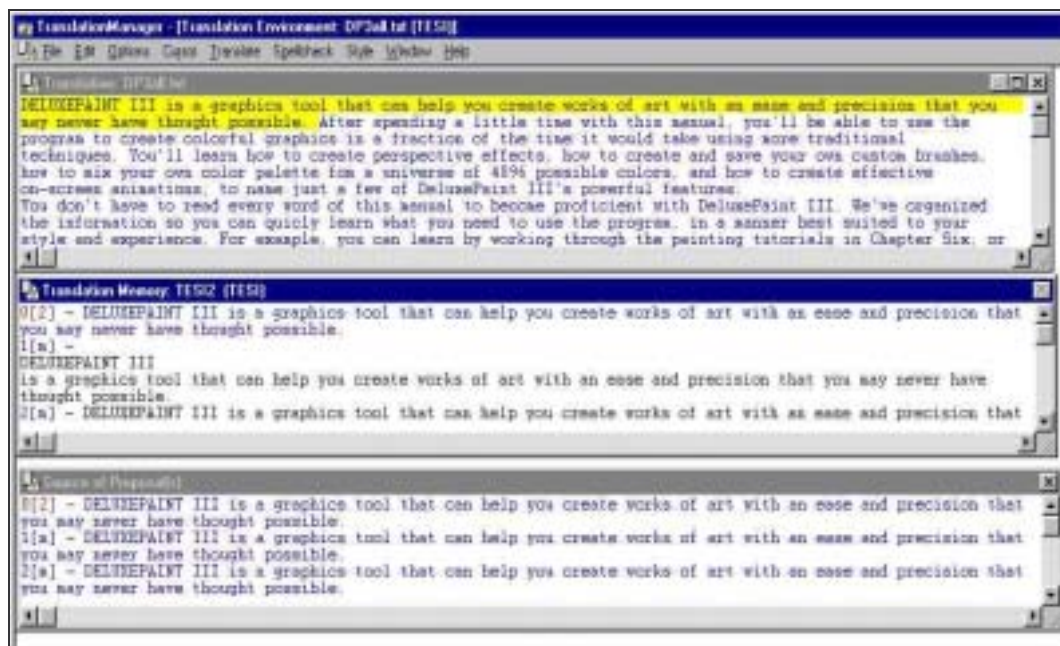 TranslationManager - [Translation Environment: DP3all.txt (TESI)]
File Edit Options Cursor Translate Spellcheck Style Window Help
Translation: DP3all.txt
DELUXEPAINT III is a graphics tool that can help you create works of art with an ease and precision that you
may never have thought possible. After spending a little time with this manual, you'll be able to use the
program to create colorful graphics in a fraction of the time it would take using more traditional
techniques. You'll learn how to create perspective effects, how to create and save your own custom brushes,
how to mix your own color palette fom a universe of 4096 possible colors, and how to create effective
on-screen animations, to name just a few of DeluxePaint III's powerful features.
You don't have to read every word of this manual to become proficient with DeluxePaint III. We've organized
the information so you can quicly learn what you need to use the program, in a manner best suited to your
style and experience. For example, you can learn by working through the painting tutorials in Chapter Six, or
Translation Memory: TESI2 (TESI)
0[2] - DELUXEPAINT III is a graphics tool that can help you create works of art with an ease and precision that
you may never have thought possible.
1[m] -
DELUXEPAINT III
is a graphics tool that can help you create works of art with an ease and precision that you may never have
thought possible.
2[m] - DELUXEPAINT III is a graphics tool that can help you create works of art with an ease and precision that
Source of Proposal(s)
0[2] - DELUXEPAINT III is a graphics tool that can help you create works of art with an ease and precision that
you may never have thought possible.
1[m] - DELUXEPAINT III is a graphics tool that can help you create works of art with an ease and precision that
you may never have thought possible.
2[m] - DELUXEPAINT III is a graphics tool that can help you create works of art with an ease and precision that
you may never have thought possible.